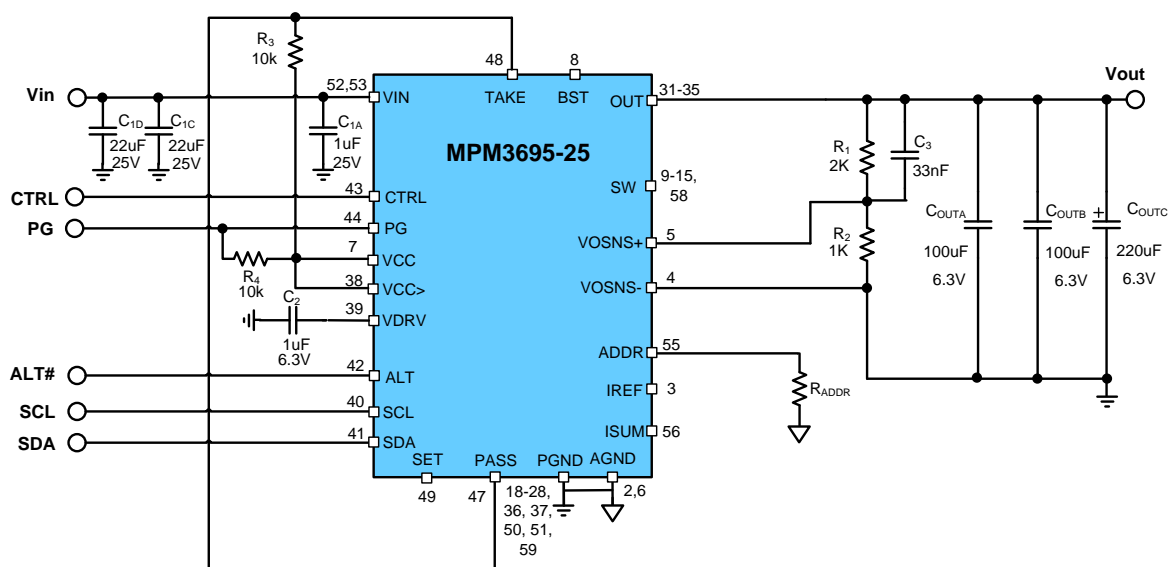 R3
10k
48
8
Vout
52,53
31-35
Vin
VIN
TAKE
BST
OUT
C1D
22uF
25V
C1C
22uF
25V
C1A
1uF
25V
MPM3695-25
R1
2K
C3
33nF
9-15,
58
SW
CTRL
43
CTRL
PG
44
PG
5
VOSNS+
R2
1K
COUTA
100uF
6.3V
COUTB
100uF
6.3V
+
COUTC
220uF
6.3V
7
VCC
R4
10k
38
VCC>
4
VOSNS-
C2
1uF
6.3V
39
VDRV
55
ADDR
RADDR
ALT#
42
ALT
IREF
3
SCL
40
SCL
ISUM
56
SDA
41
SDA
SET
PASS
PGND
AGND
49
47
18-28,
36, 37,
50, 51,
59
2,6